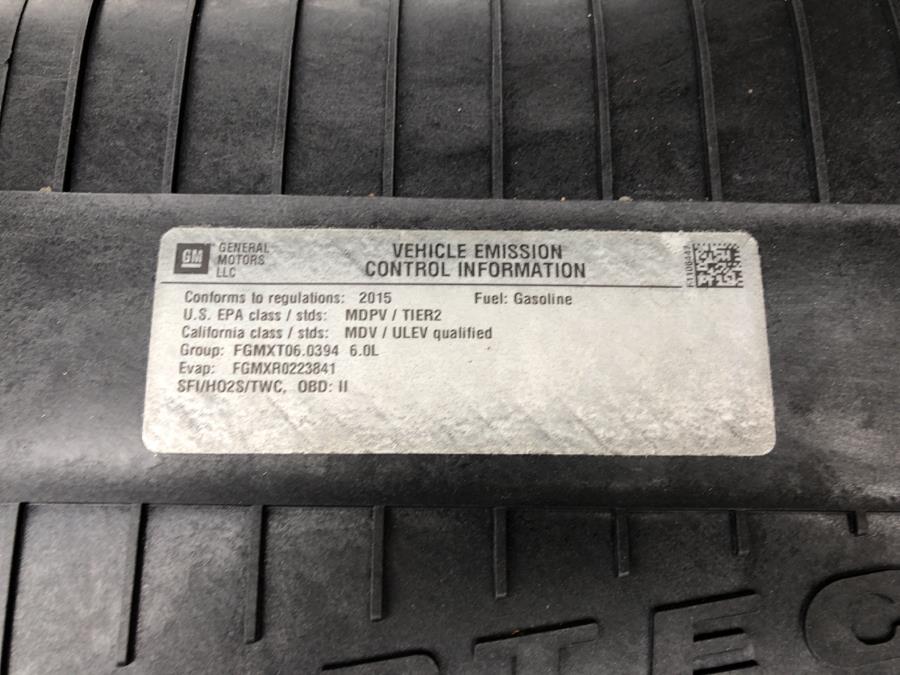 GM
GENERAL
MOTORS
LLC
VEHICLE EMISSION
CONTROL INFORMATION
Conforms to regulations: 2015 Fuel: Gasoline
U.S. EPA class / stds: MDPV / TIER2
California class / stds: MDV / ULEV qualified
Group: FGMXT06.0394 6.0L
Evap: FGMXR0223841
SFI/HO2S/TWC, OBD: II